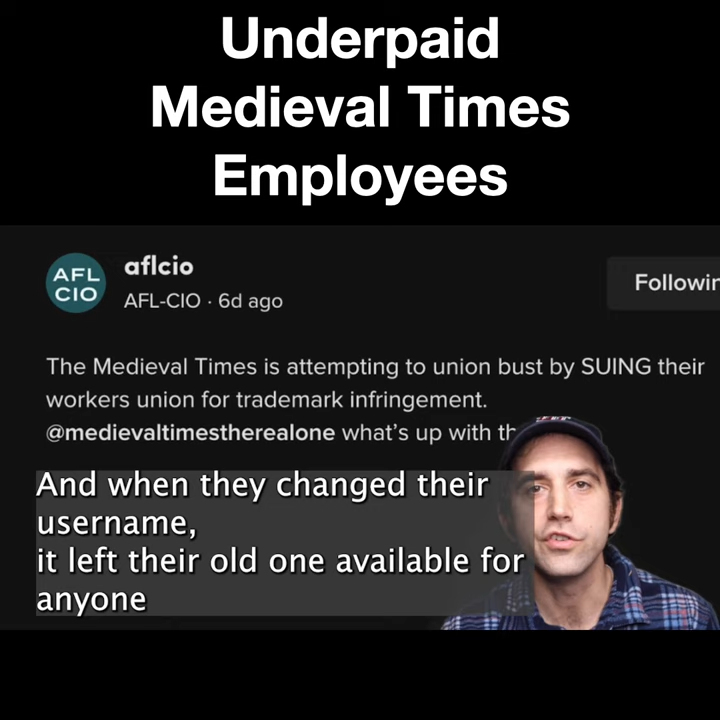 Underpaid
Medieval Times
Employees
AFL
CIO
aflcio
AFL-CIO · 6d ago
The Medieval Times is attempting to union bust by SUING their
workers union for trademark infringement.
@medievaltimestherealone what's up with
And when they changed their
username,
it left their old one available for
anyone